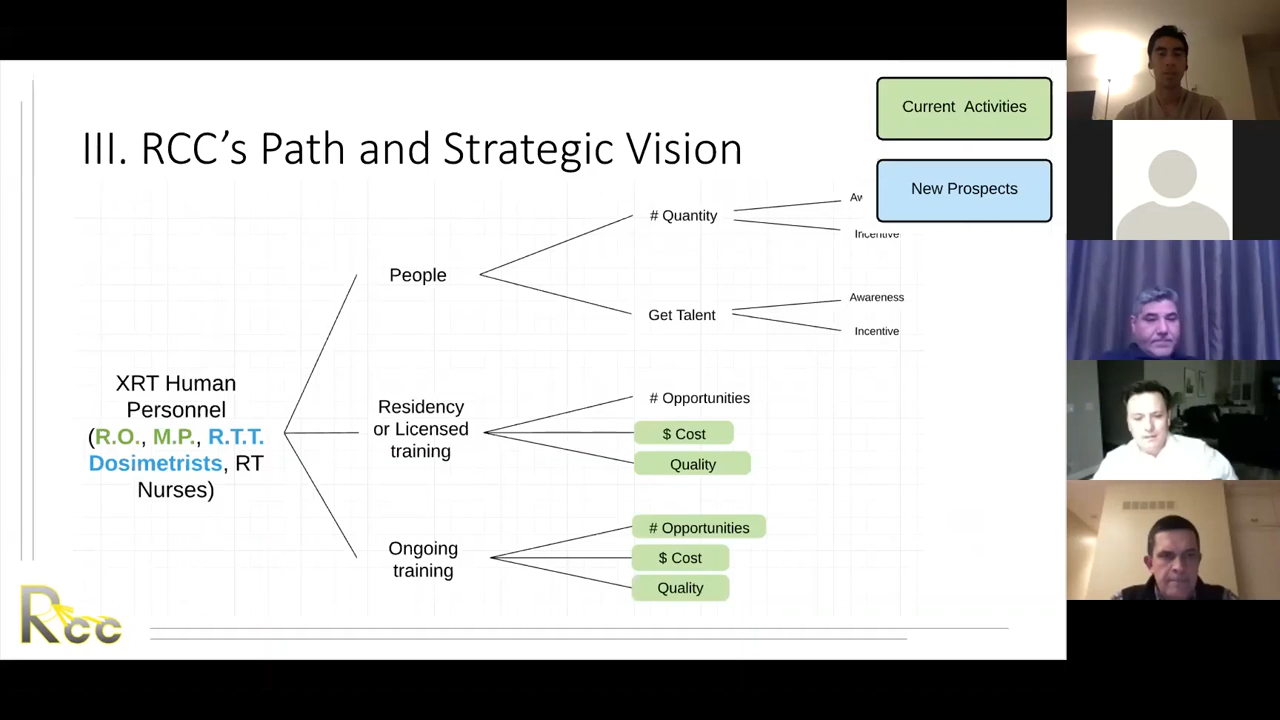 Current Activities
III. RCC’s Path and Strategic Vision
New Prospects
# Quantity
Incentive
People
Get Talent
Awareness
Incentive
XRT Human
Personnel
(R.O., M.P., R.T.T.
Dosimetrists, RT
Nurses)
Residency
or Licensed
training
# Opportunities
$ Cost
Quality
Ongoing
training
# Opportunities
$ Cost
Quality
Rcc